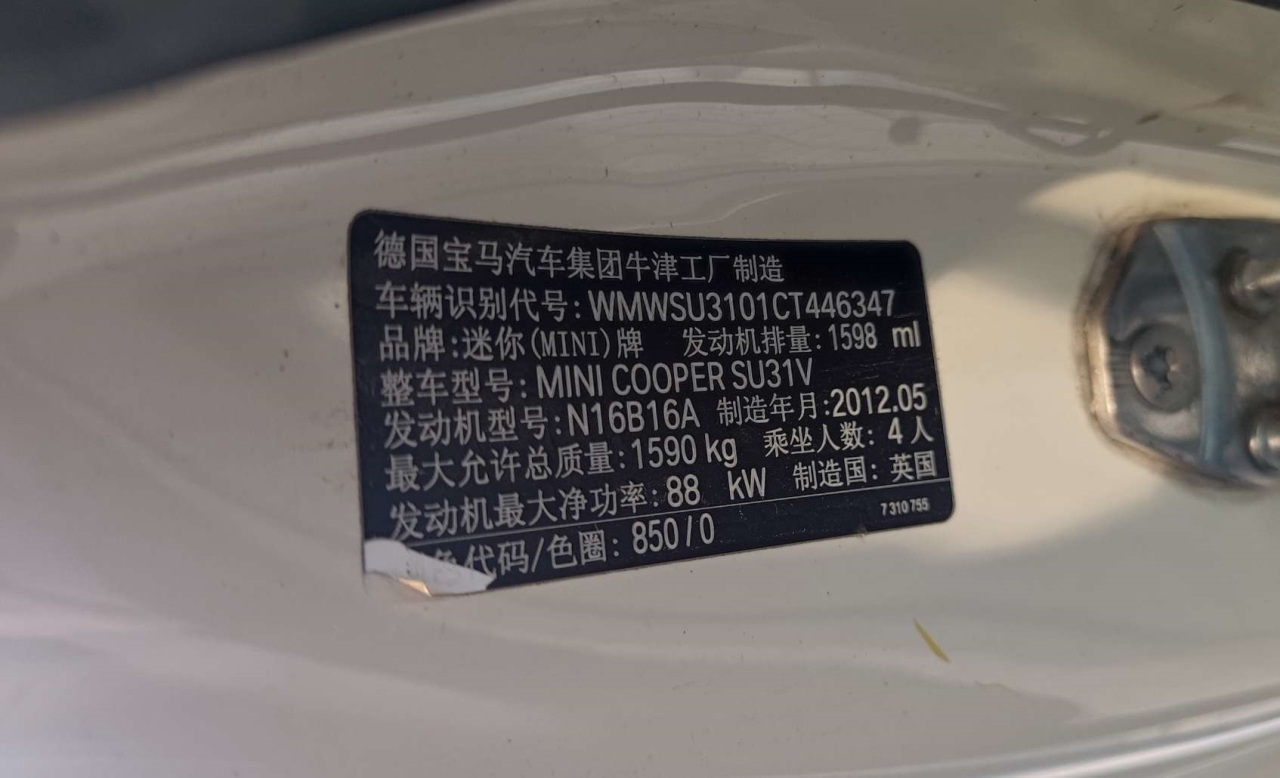 德国宝马汽车集团牛津工厂制造
车辆识别代号:WMWSU3101CT446347
品牌:迷你(MINI)牌 发动机排量:1598 ml
整车型号:MINI COOPER SU31V
发动机型号:N16B16A 制造年月:2012.05
最大允许总质量:1590 kg 乘坐人数: 4人
发动机最大净功率:88 kW 制造国: 英国
色代码/色圈: 850/0 7 310 755